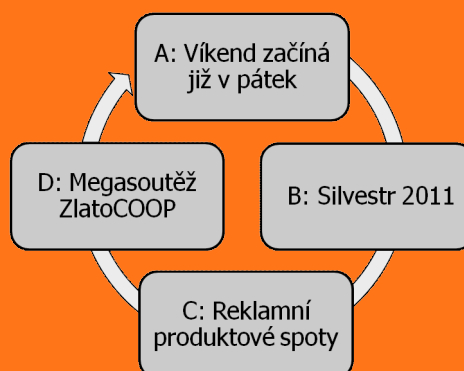 A: Víkend začíná
již v pátek
B: Silvestr 2011
C: Reklamní
produktové spoty
D: Megasoutěž
ZlatoCOOP